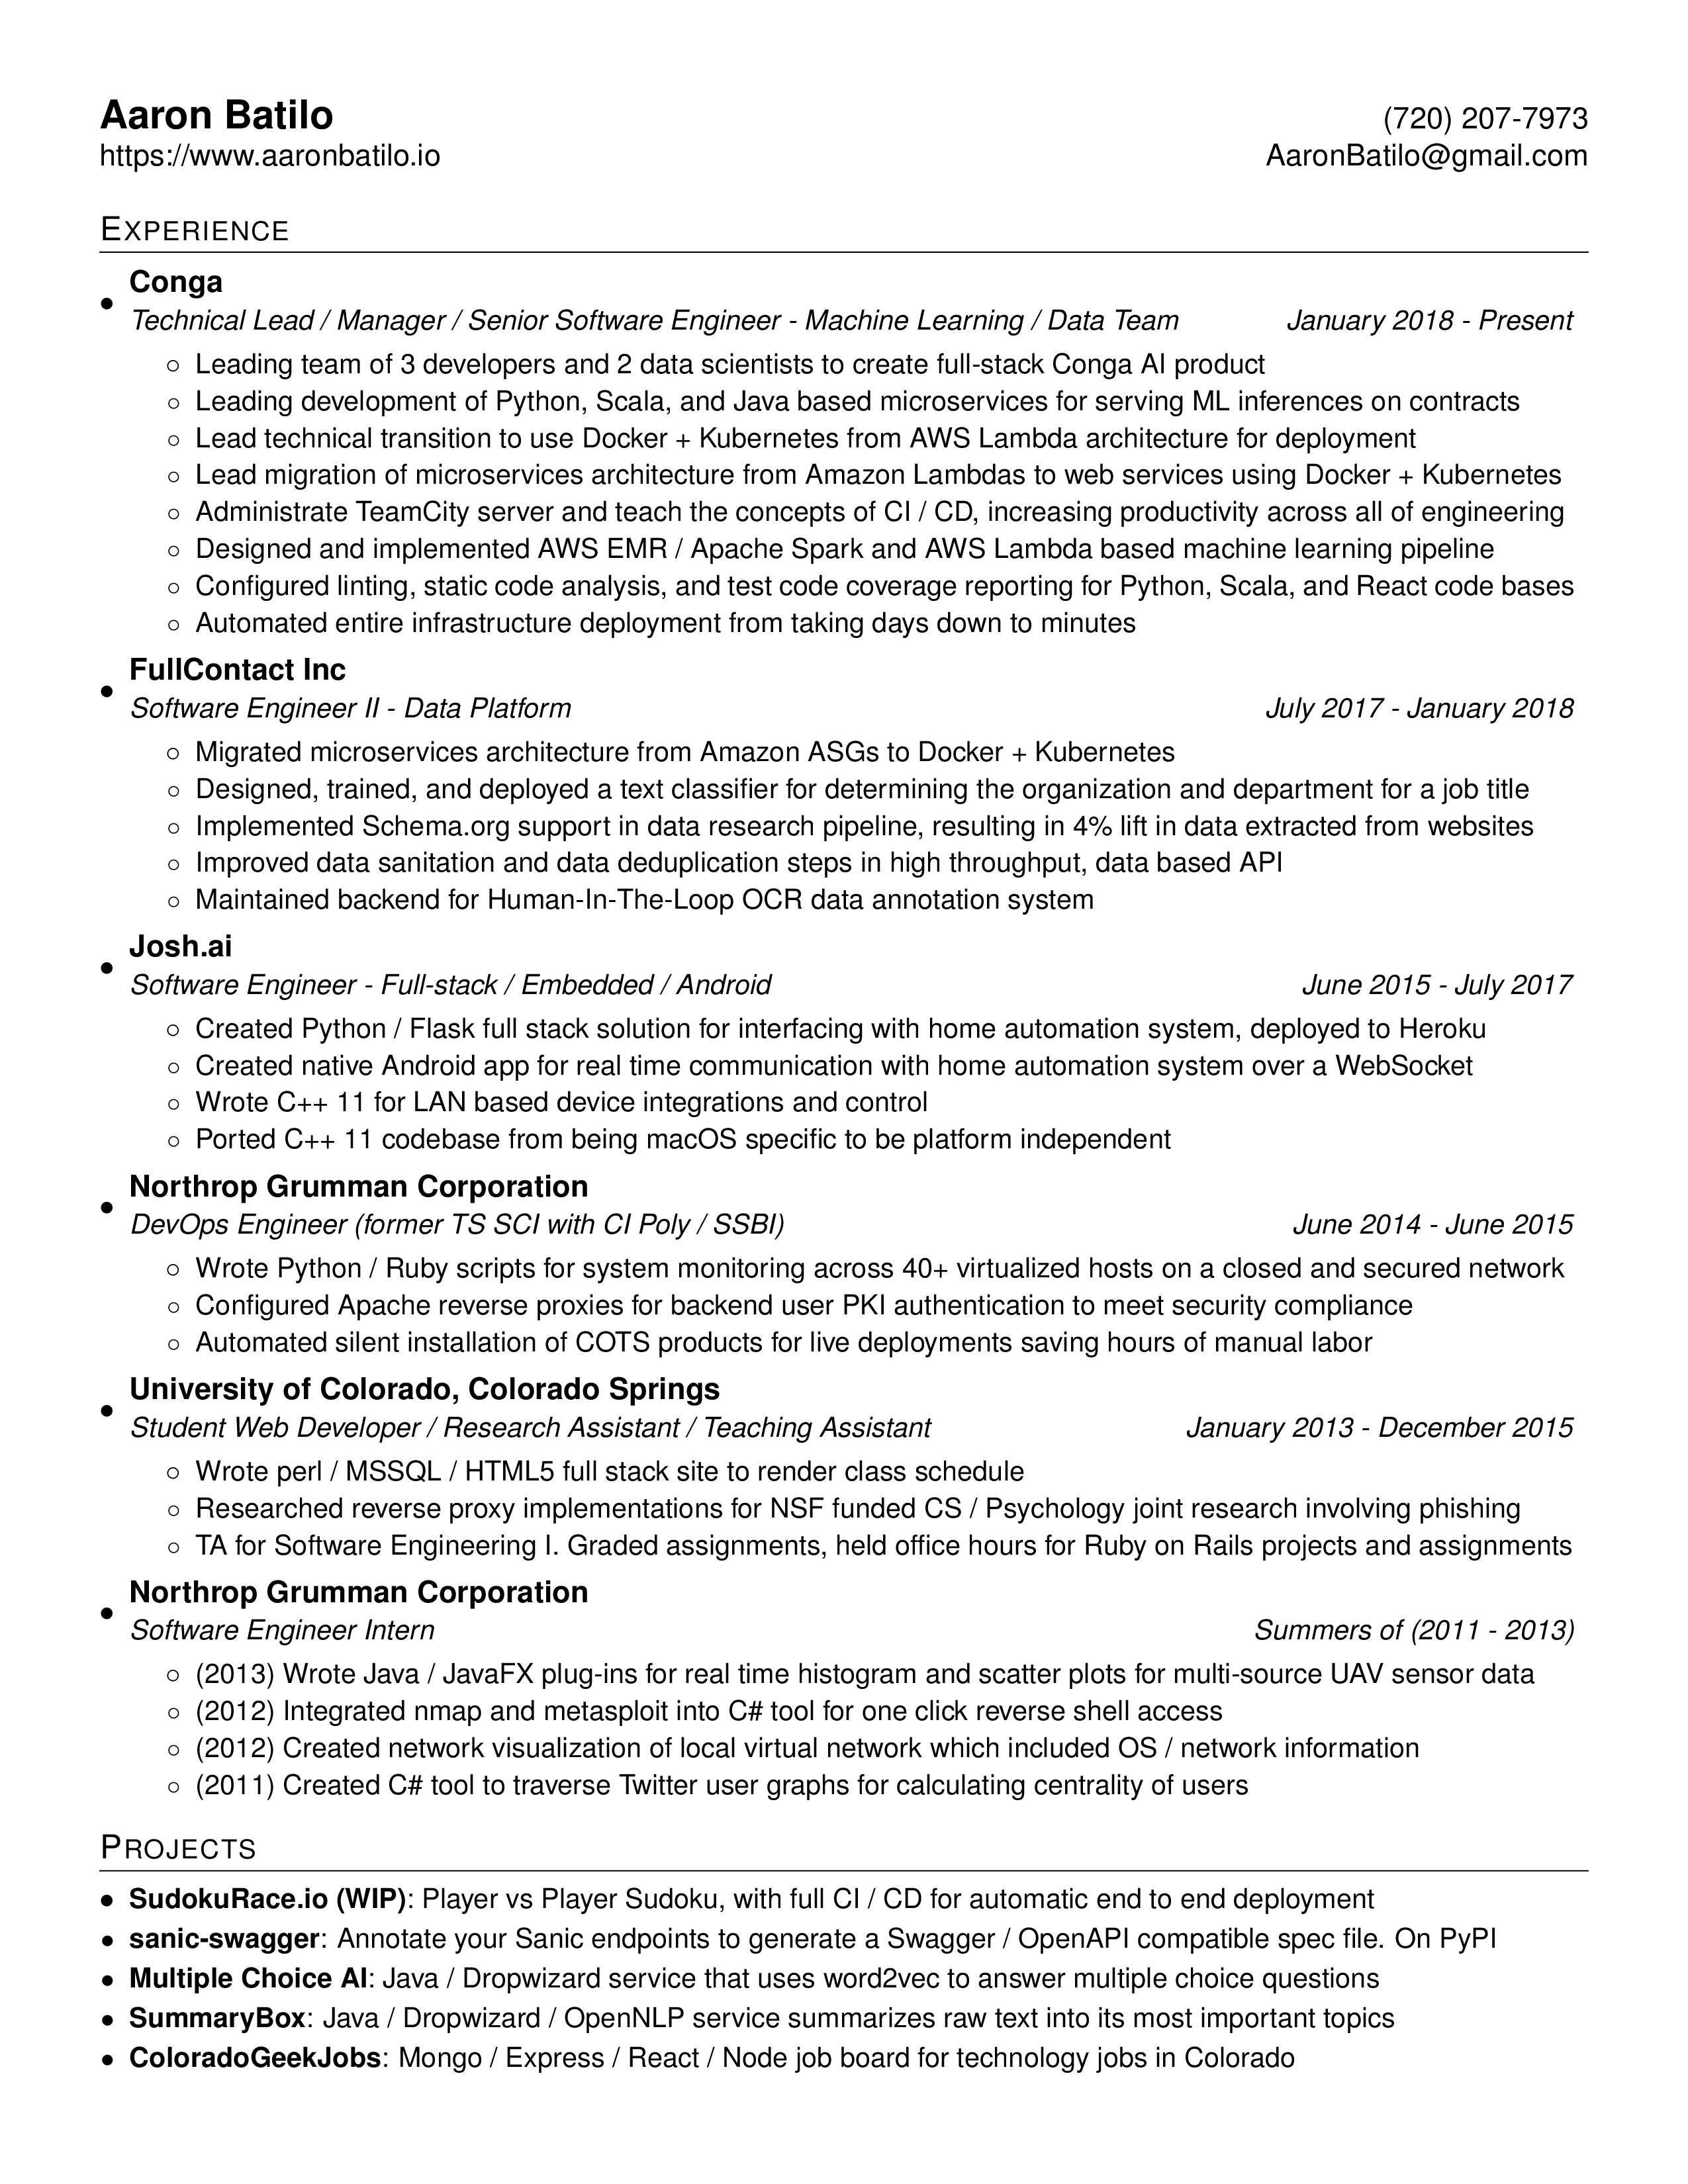 Aaron Batilo (720) 207-7973
https://www.aaronbatilo.io AaronBatilo@gmail.com
EXPERIENCE
• Conga
Technical Lead / Manager / Senior Software Engineer - Machine Learning / Data Team January 2018 - Present
○ Leading team of 3 developers and 2 data scientists to create full-stack Conga AI product
○ Leading development of Python, Scala, and Java based microservices for serving ML inferences on contracts
○ Lead technical transition to use Docker + Kubernetes from AWS Lambda architecture for deployment
○ Lead migration of microservices architecture from Amazon Lambdas to web services using Docker + Kubernetes
○ Administrate TeamCity server and teach the concepts of CI / CD, increasing productivity across all of engineering
○ Designed and implemented AWS EMR / Apache Spark and AWS Lambda based machine learning pipeline
○ Configured linting, static code analysis, and test code coverage reporting for Python, Scala, and React code bases
○ Automated entire infrastructure deployment from taking days down to minutes
• FullContact Inc
Software Engineer II - Data Platform July 2017 - January 2018
○ Migrated microservices architecture from Amazon ASGs to Docker + Kubernetes
○ Designed, trained, and deployed a text classifier for determining the organization and department for a job title
○ Implemented Schema.org support in data research pipeline, resulting in 4% lift in data extracted from websites
○ Improved data sanitation and data deduplication steps in high throughput, data based API
○ Maintained backend for Human-In-The-Loop OCR data annotation system
• Josh.ai
Software Engineer - Full-stack / Embedded / Android June 2015 - July 2017
○ Created Python / Flask full stack solution for interfacing with home automation system, deployed to Heroku
○ Created native Android app for real time communication with home automation system over a WebSocket
○ Wrote C++ 11 for LAN based device integrations and control
○ Ported C++ 11 codebase from being macOS specific to be platform independent
• Northrop Grumman Corporation
DevOps Engineer (former TS SCI with CI Poly / SSBI) June 2014 - June 2015
○ Wrote Python / Ruby scripts for system monitoring across 40+ virtualized hosts on a closed and secured network
○ Configured Apache reverse proxies for backend user PKI authentication to meet security compliance
○ Automated silent installation of COTS products for live deployments saving hours of manual labor
• University of Colorado, Colorado Springs
Student Web Developer / Research Assistant / Teaching Assistant January 2013 - December 2015
○ Wrote perl / MSSQL / HTML5 full stack site to render class schedule
○ Researched reverse proxy implementations for NSF funded CS / Psychology joint research involving phishing
○ TA for Software Engineering I. Graded assignments, held office hours for Ruby on Rails projects and assignments
• Northrop Grumman Corporation
Software Engineer Intern Summers of (2011 - 2013)
○ (2013) Wrote Java / JavaFX plug-ins for real time histogram and scatter plots for multi-source UAV sensor data
○ (2012) Integrated nmap and metasploit into C# tool for one click reverse shell access
○ (2012) Created network visualization of local virtual network which included OS / network information
○ (2011) Created C# tool to traverse Twitter user graphs for calculating centrality of users
PROJECTS
• SudokuRace.io (WIP): Player vs Player Sudoku, with full CI / CD for automatic end to end deployment
• sanic-swagger: Annotate your Sanic endpoints to generate a Swagger / OpenAPI compatible spec file. On PyPI
• Multiple Choice AI: Java / Dropwizard service that uses word2vec to answer multiple choice questions
• SummaryBox: Java / Dropwizard / OpenNLP service summarizes raw text into its most important topics
• ColoradoGeekJobs: Mongo / Express / React / Node job board for technology jobs in Colorado